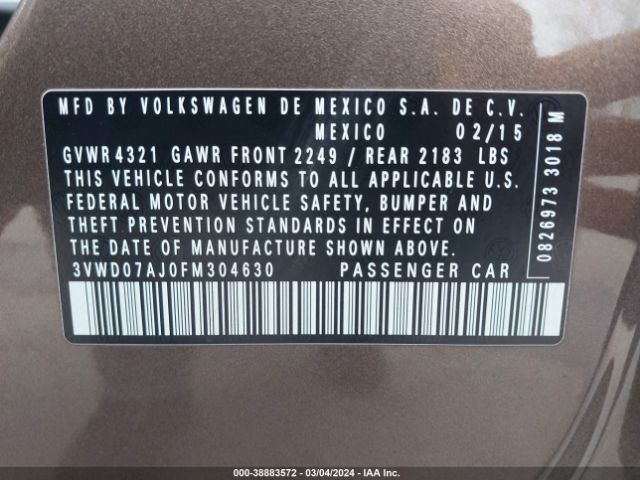 MFD BY VOLKSWAGEN DE MEXICO S.A. DE C.V.
MEXICO 02/15
GVWR 4321 GAWR FRONT 2249 / REAR 2183 LBS
THIS VEHICLE CONFORMS TO ALL APPLICABLE U.S.
FEDERAL MOTOR VEHICLE SAFETY, BUMPER AND
THEFT PREVENTION STANDARDS IN EFFECT ON
THE DATE OF MANUFACTURE SHOWN ABOVE.
3VWD07AJ0FM304630 PASSENGER CAR
0826973 3018 M
000-38883572 - 03/04/2024 - IAAI.COM